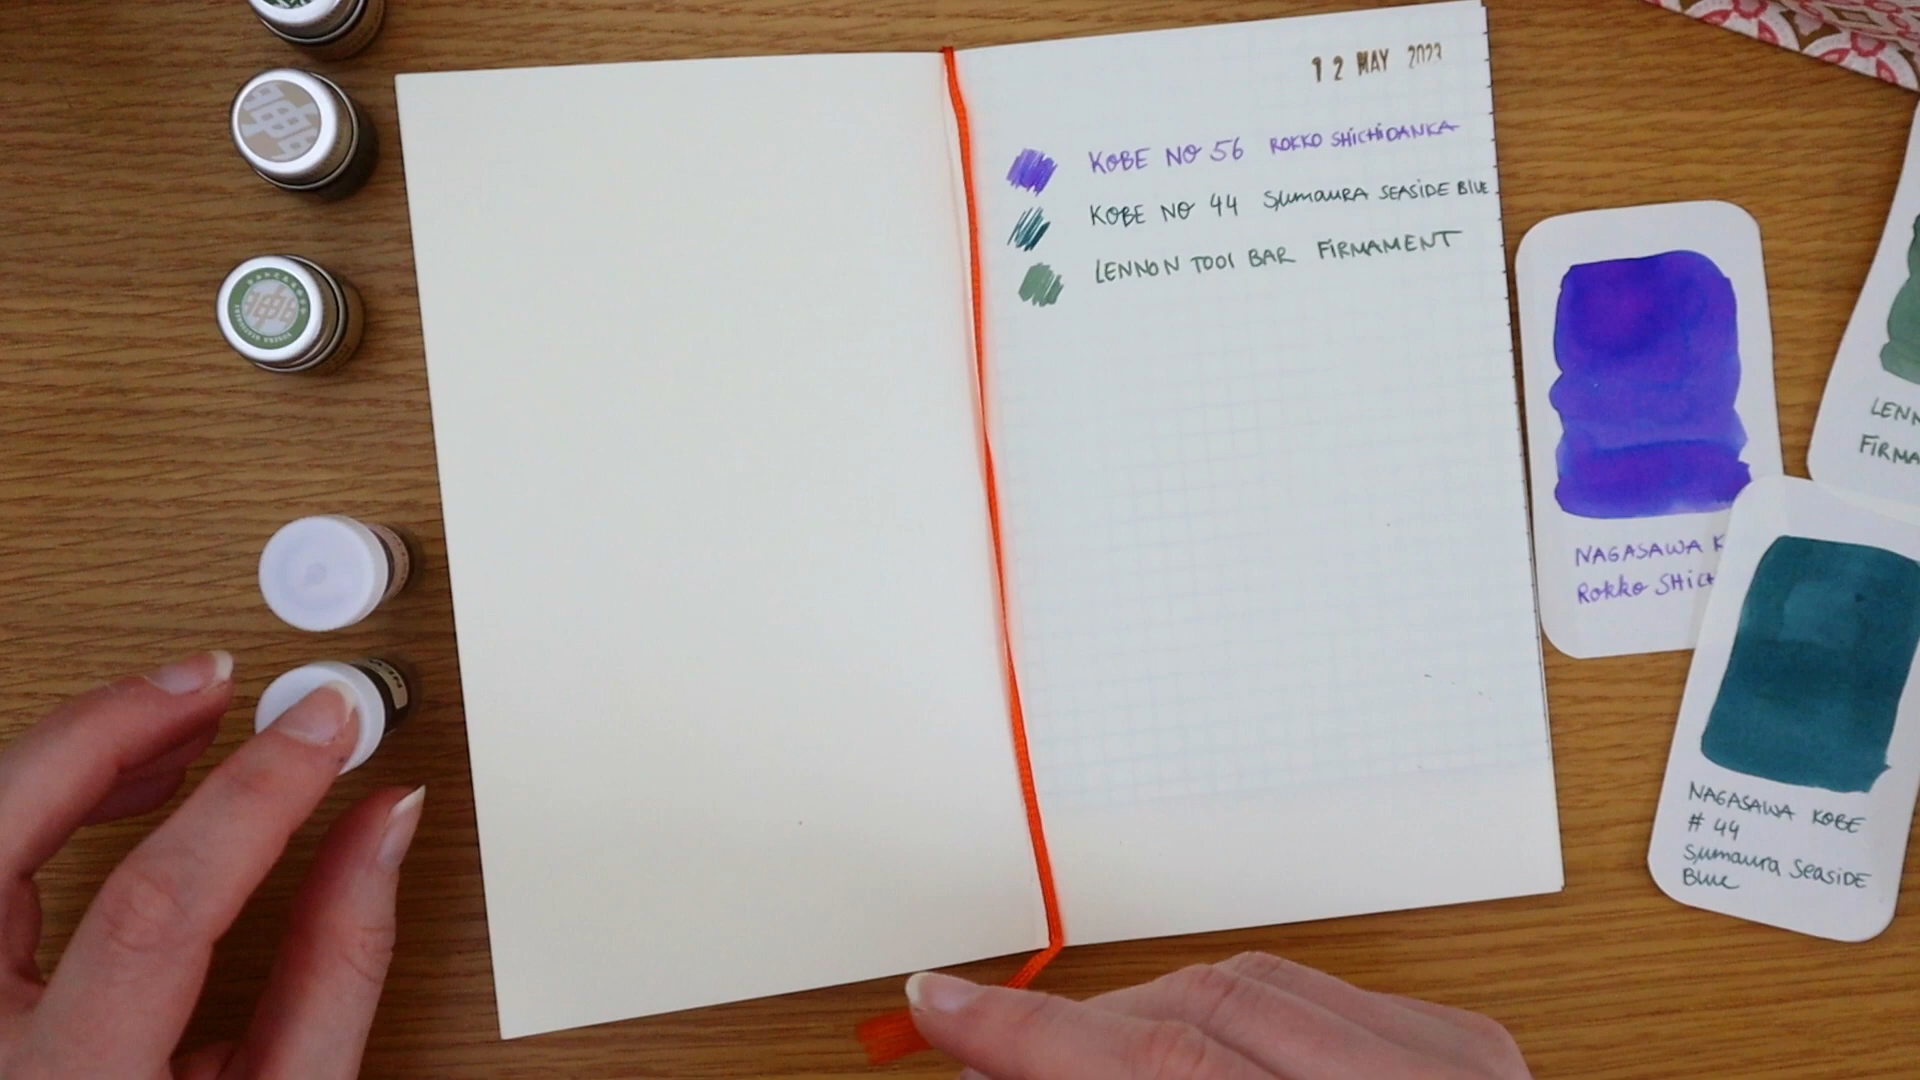 12 MAY 2023
KOBE NO 56 ROKKO SHICHIDANKA
KOBE NO 44 SUMAURA SEASIDE BLUE
LENNON TOOL BAR FIRMAMENT
NAGASAWA K
Rokko SHICH
LENN
FIRMA
NAGASAWA KOBE
# 44
Sumaura SeaSIDE
Blue